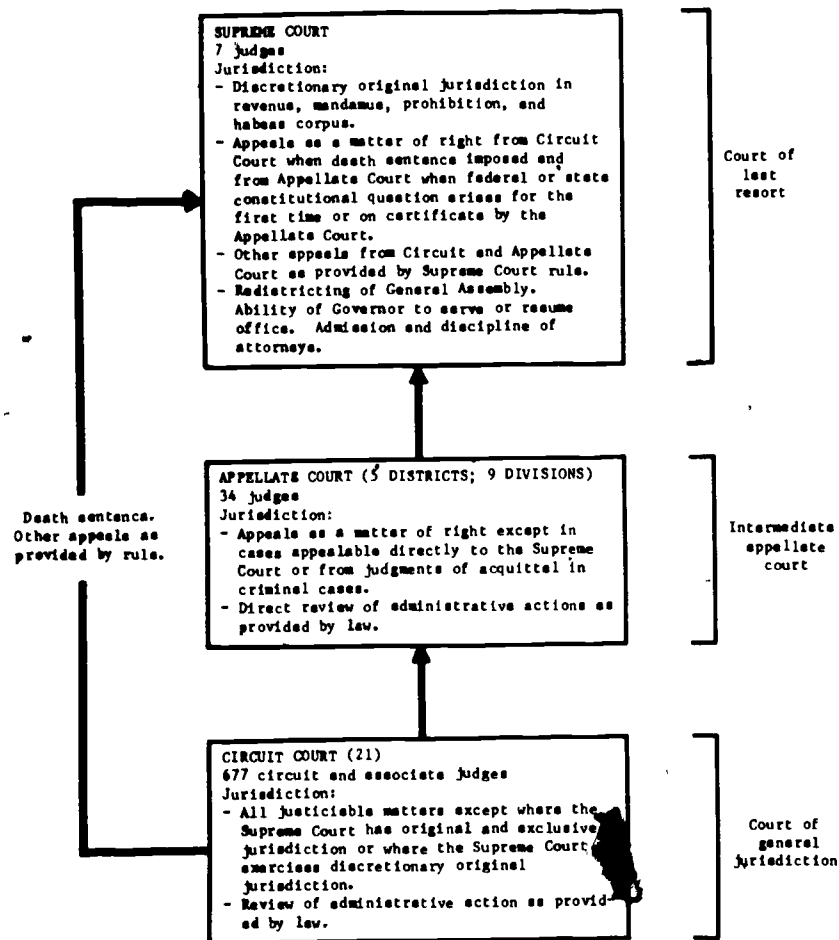 SUPREME COURT
7 judges
Jurisdiction:
- Discretionary original jurisdiction in
revenue, mandamus, prohibition, and
habeas corpus.
- Appeals as a matter of right from Circuit
Court when death sentence imposed and
from Appellate Court when federal or state
constitutional question arises for the
first time or on certificate by the
Appellate Court.
- Other appeals from Circuit and Appellate
Court as provided by Supreme Court rule.
- Redistricting of General Assembly.
Ability of Governor to serve or resume
office. Admission and discipline of
attorneys.
Court of
last
resort
Death sentence.
Other appeals as
provided by rule.
APPELLATE COURT (5 DISTRICTS; 9 DIVISIONS)
34 judges
Jurisdiction:
- Appeals as a matter of right except in
cases appealable directly to the Supreme
Court or from judgments of acquittal in
criminal cases.
- Direct review of administrative actions as
provided by law.
Intermediate
appellate
court
CIRCUIT COURT (21)
677 circuit and associate judges
Jurisdiction:
- All justiciable matters except where the
Supreme Court has original and exclusive
jurisdiction or where the Supreme Court
exercises discretionary original
jurisdiction.
- Review of administrative action as provid-
ed by law.
Court of
general
jurisdiction